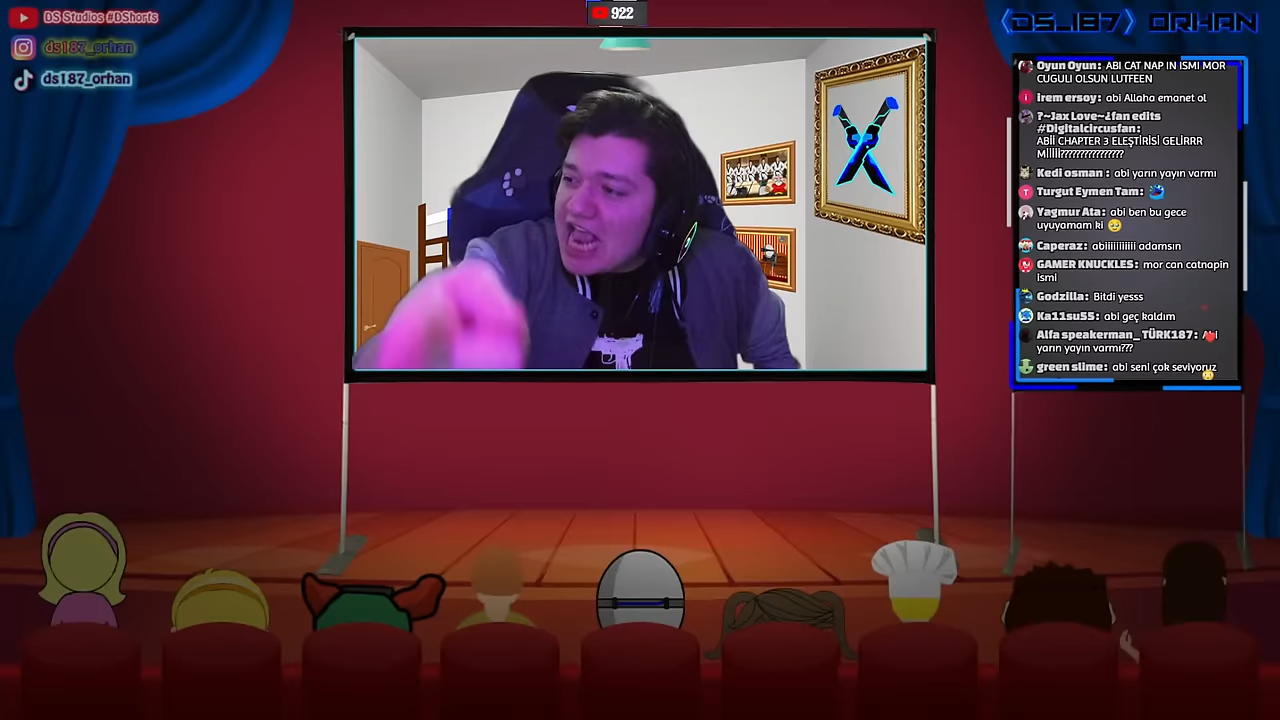 DS Studios #DShorts
ds187_orhan
ds187_orhan
922
《DS_187》 ORHAN
Oyun Oyun: ABI CAT NAP IN ISMI MOR
CUGULI OLSUN LUTFEEN
irem ersoy: abi Allaha emanet ol
?~Jax Love~¿fan edits
#Digitalcircusfan:
ABİİ CHAPTER 3 ELEŞTİRİSİ GELİRRR
Mİİİİİ???????????????
Kedi osman : abi yarın yayın varmı
Turgut Eymen Tam:
Yagmur Ata: abi ben bu gece
uyuyamam ki
Caperaz: abiiiiiiiiii adamsın
GAMER KNUCKLES: mor can catnapin
ismi
Godzilla: Bitdi yesss
Ka11su55: abi geç kaldım
Alfa speakerman_TÜRK187: Abi
yarın yayın varmı???
green slime: abi seni çok seviyoruz